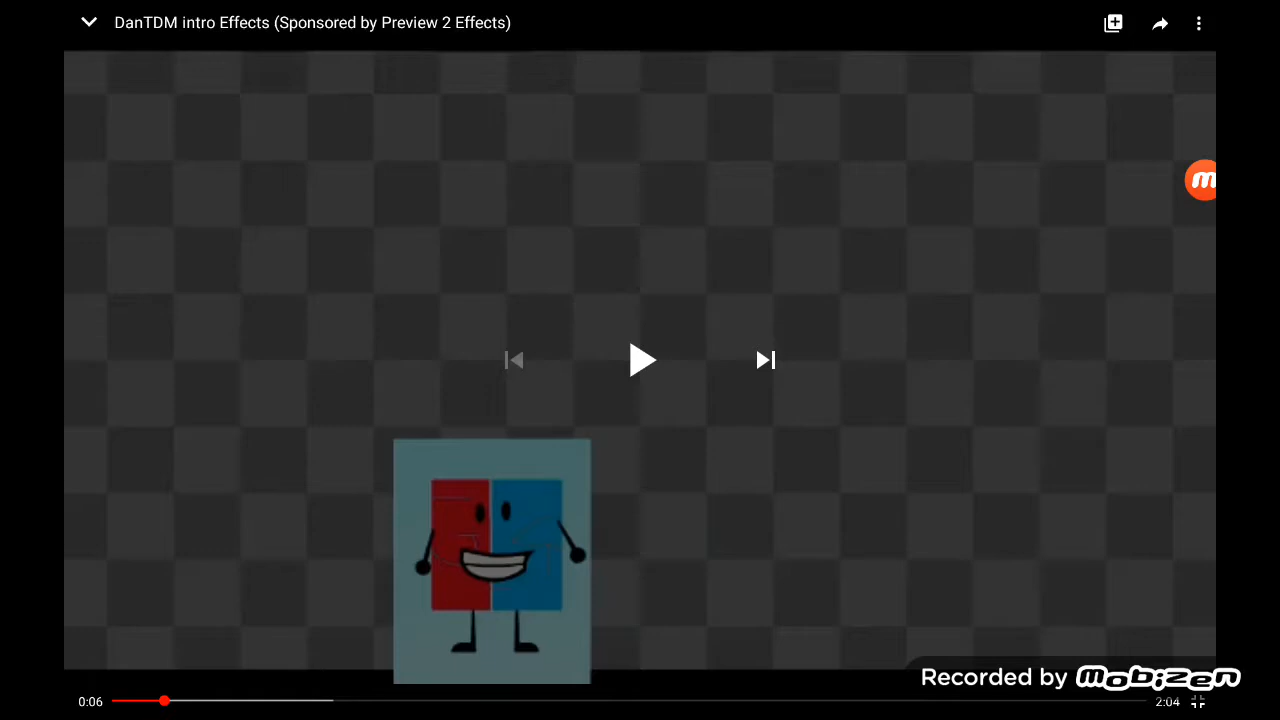 DanTDM intro Effects (Sponsored by Preview 2 Effects)
m
Recorded by mobizen
0:06
2:04